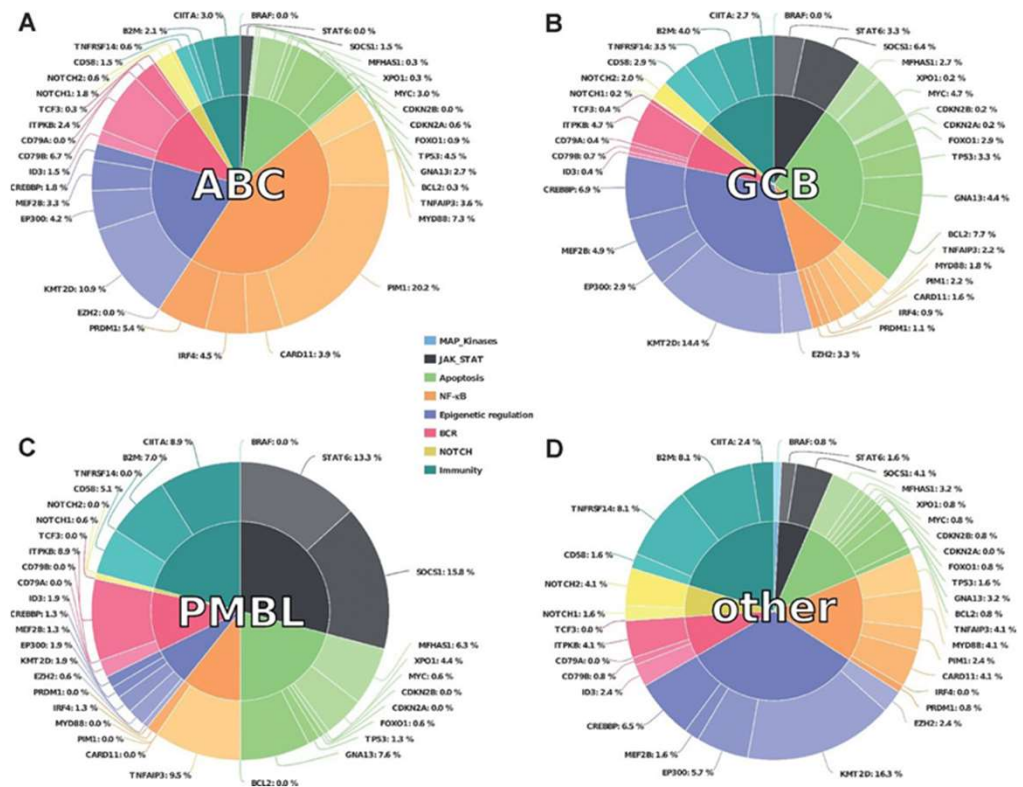 A
CIITA: 3.0 %
BRAF: 0.0 %
B2M: 2.1 %
STAT6: 0.0 %
TNFRSF14: 0.6 %
SOCS1: 1.5 %
CD58: 1.5 %
MFHAS1: 0.3 %
NOTCH2: 0.6 %
XPO1: 0.3 %
NOTCH1: 1.8 %
MYC: 3.0 %
TCF3: 0.3 %
CDKN2B: 0.0 %
ITPKB: 2.4 %
CDKN2A: 0.6 %
CD79A: 0.0 %
FOXO1: 0.9 %
CD79B: 6.7 %
TP53: 4.5 %
ID3: 1.5 %
GNA13: 2.7 %
CREBBP: 1.8 %
BCL2: 0.3 %
MEF2B: 3.3 %
TNFAIP3: 3.6 %
EP300: 4.2 %
MYD88: 7.3 %
ABC
KMT2D: 10.9 %
PIM1: 20.2 %
EZH2: 0.0 %
PRDM1: 5.4 %
IRF4: 4.5 %
CARD11: 3.9 %
B
CIITA: 2.7 %
BRAF: 0.0 %
B2M: 4.0 %
STAT6: 3.3 %
TNFRSF14: 3.5 %
SOCS1: 6.4 %
CD58: 2.9 %
MFHAS1: 2.7 %
NOTCH2: 2.0 %
XPO1: 0.2 %
NOTCH1: 0.2 %
MYC: 4.7 %
TCF3: 0.4 %
CDKN2B: 0.2 %
ITPKB: 4.7 %
CDKN2A: 0.2 %
CD79A: 0.4 %
FOXO1: 2.9 %
CD79B: 0.7 %
TP53: 3.3 %
ID3: 0.4 %
CREBBP: 6.9 %
GNA13: 4.4 %
GCB
MEF2B: 4.9 %
BCL2: 7.7 %
TNFAIP3: 2.2 %
MYD88: 1.8 %
EP300: 2.9 %
PIM1: 2.2 %
CARD11: 1.6 %
IRF4: 0.9 %
PRDM1: 1.1 %
KMT2D: 14.4 %
EZH2: 3.3 %
MAP_Kinases
JAK_STAT
Apoptosis
NF-κB
Epigenetic regulation
BCR
NOTCH
Immunity
C
CIITA: 8.9 %
BRAF: 0.0 %
B2M: 7.0 %
STAT6: 13.3 %
TNFRSF14: 0.0 %
CD58: 5.1 %
NOTCH2: 0.0 %
NOTCH1: 0.6 %
TCF3: 0.0 %
ITPKB: 8.9 %
CD79B: 0.0 %
SOCS1: 15.8 %
CD79A: 0.0 %
ID3: 1.9 %
CREBBP: 1.3 %
PMBL
MEF2B: 1.3 %
EP300: 1.9 %
MFHAS1: 6.3 %
KMT2D: 1.9 %
XPO1: 4.4 %
EZH2: 0.6 %
MYC: 0.6 %
PRDM1: 0.0 %
CDKN2B: 0.0 %
IRF4: 1.3 %
CDKN2A: 0.0 %
MYD88: 0.0 %
FOXO1: 0.6 %
PIM1: 0.0 %
TP53: 1.3 %
CARD11: 0.0 %
GNA13: 7.6 %
TNFAIP3: 9.5 %
BCL2: 0.0 %
D
CIITA: 2.4 %
BRAF: 0.8 %
B2M: 8.1 %
STAT6: 1.6 %
SOCS1: 4.1 %
MFHAS1: 3.2 %
XPO1: 0.8 %
TNFRSF14: 8.1 %
MYC: 0.8 %
CDKN2B: 0.8 %
CD58: 1.6 %
CDKN2A: 0.0 %
FOXO1: 0.8 %
NOTCH2: 4.1 %
TP53: 1.6 %
GNA13: 3.2 %
NOTCH1: 1.6 %
BCL2: 0.8 %
TCF3: 0.0 %
TNFAIP3: 4.1 %
ITPKB: 4.1 %
MYD88: 4.1 %
CD79A: 0.0 %
PIM1: 2.4 %
CD79B: 0.8 %
CARD11: 4.1 %
ID3: 2.4 %
IRF4: 0.0 %
PRDM1: 0.8 %
other
CREBBP: 6.5 %
EZH2: 2.4 %
MEF2B: 1.6 %
EP300: 5.7 %
KMT2D: 16.3 %